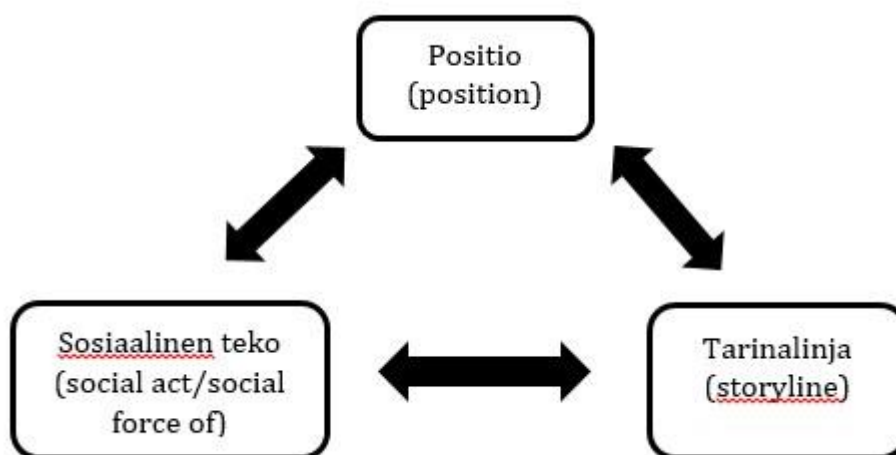 Positio
(position)
Sosiaalinen teko
(social act/social
force of)
Tarinalinja
(storyline)